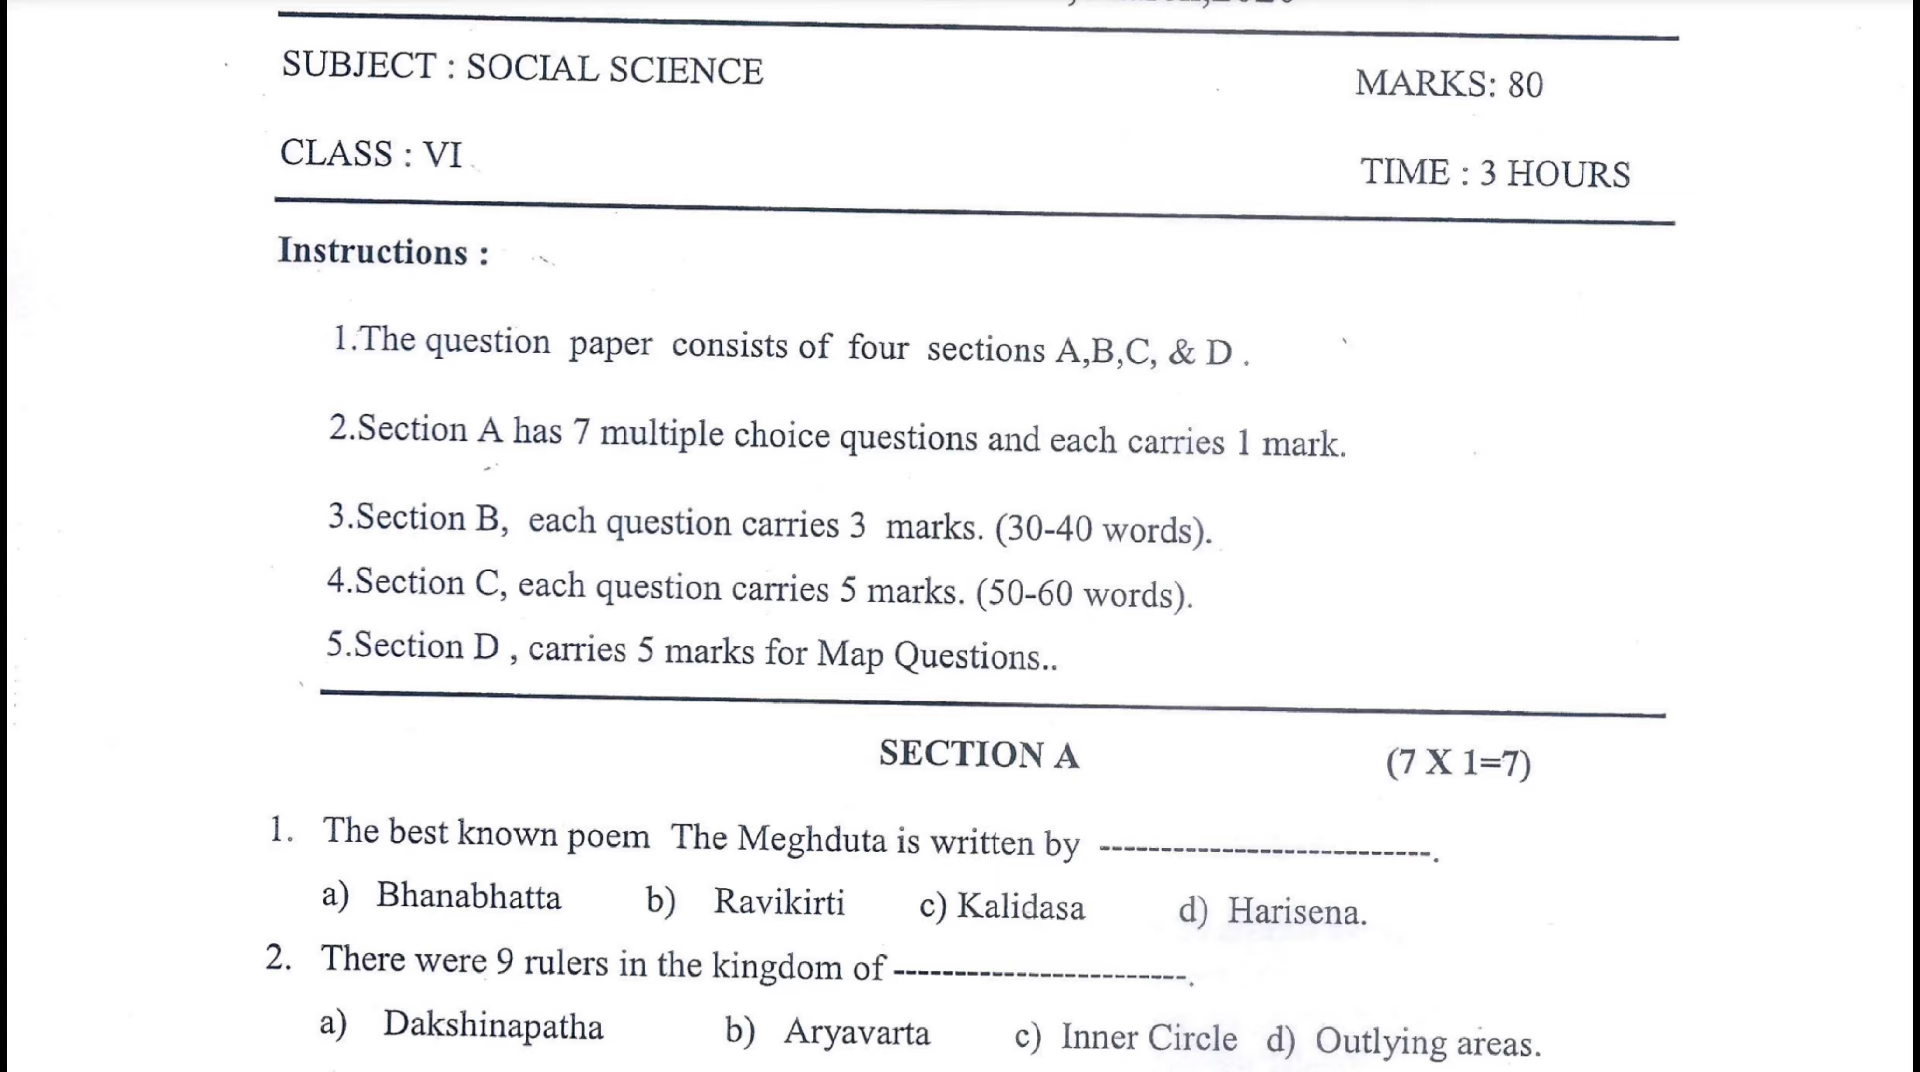 SUBJECT : SOCIAL SCIENCE
MARKS: 80
CLASS : VI
TIME : 3 HOURS
Instructions :
1.The question paper consists of four sections A,B,C, & D .
2.Section A has 7 multiple choice questions and each carries 1 mark.
3.Section B, each question carries 3 marks. (30-40 words).
4.Section C, each question carries 5 marks. (50-60 words).
5.Section D , carries 5 marks for Map Questions..
SECTION A (7 X 1=7)
1. The best known poem The Meghduta is written by ---------------------------.
a) Bhanabhatta b) Ravikirti c) Kalidasa d) Harisena.
2. There were 9 rulers in the kingdom of ------------------------.
a) Dakshinapatha b) Aryavarta c) Inner Circle d) Outlying areas.